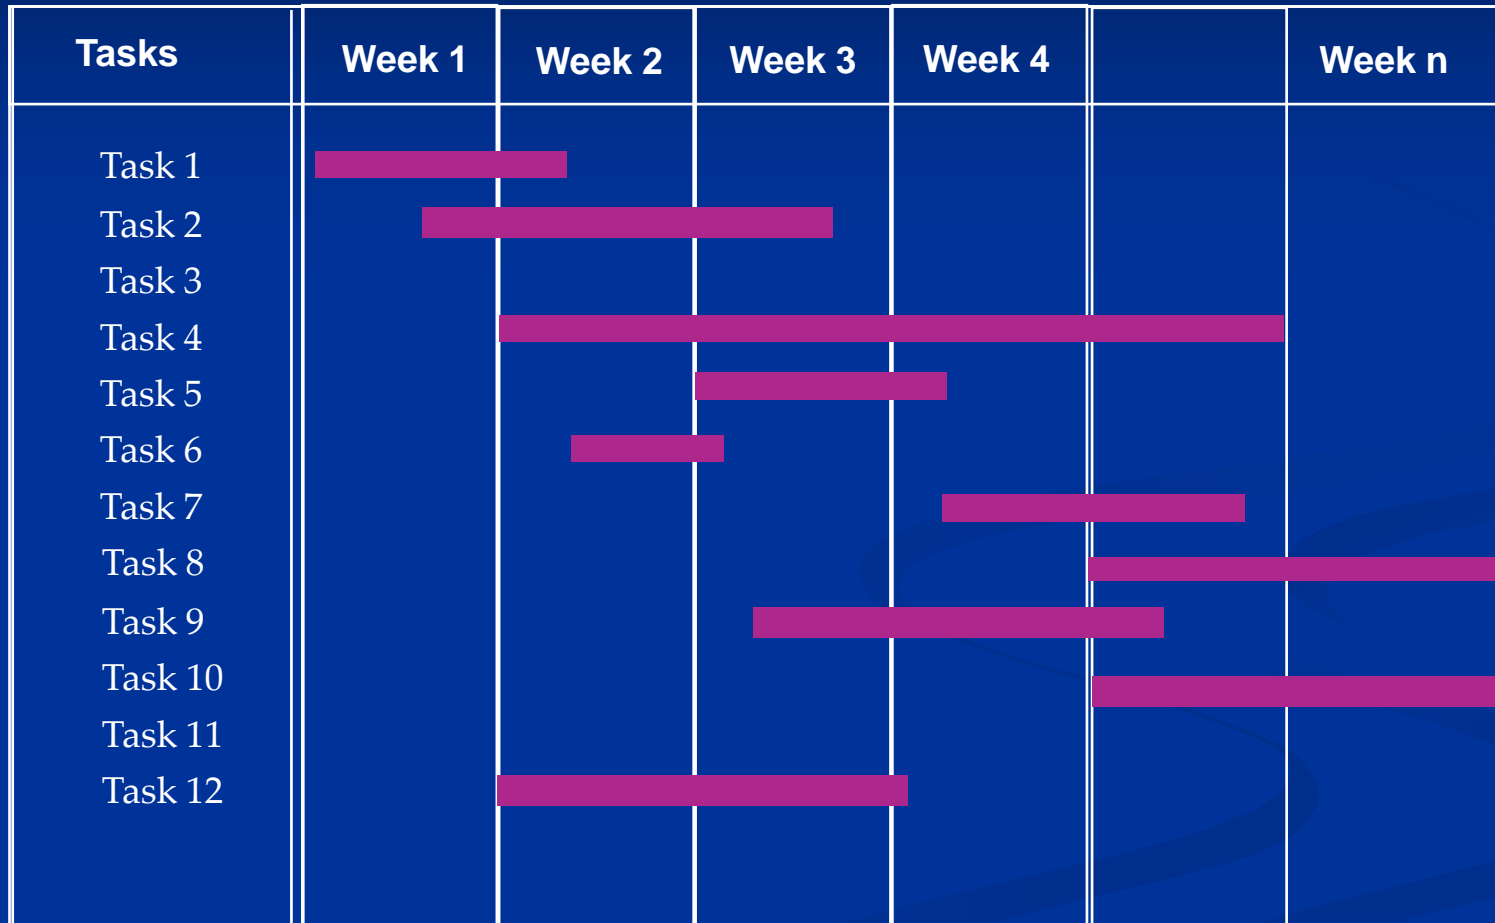 Tasks Week 1 Week 2 Week 3 Week 4 Week n
Task 1
Task 2
Task 3
Task 4
Task 5
Task 6
Task 7
Task 8
Task 9
Task 10
Task 11
Task 12